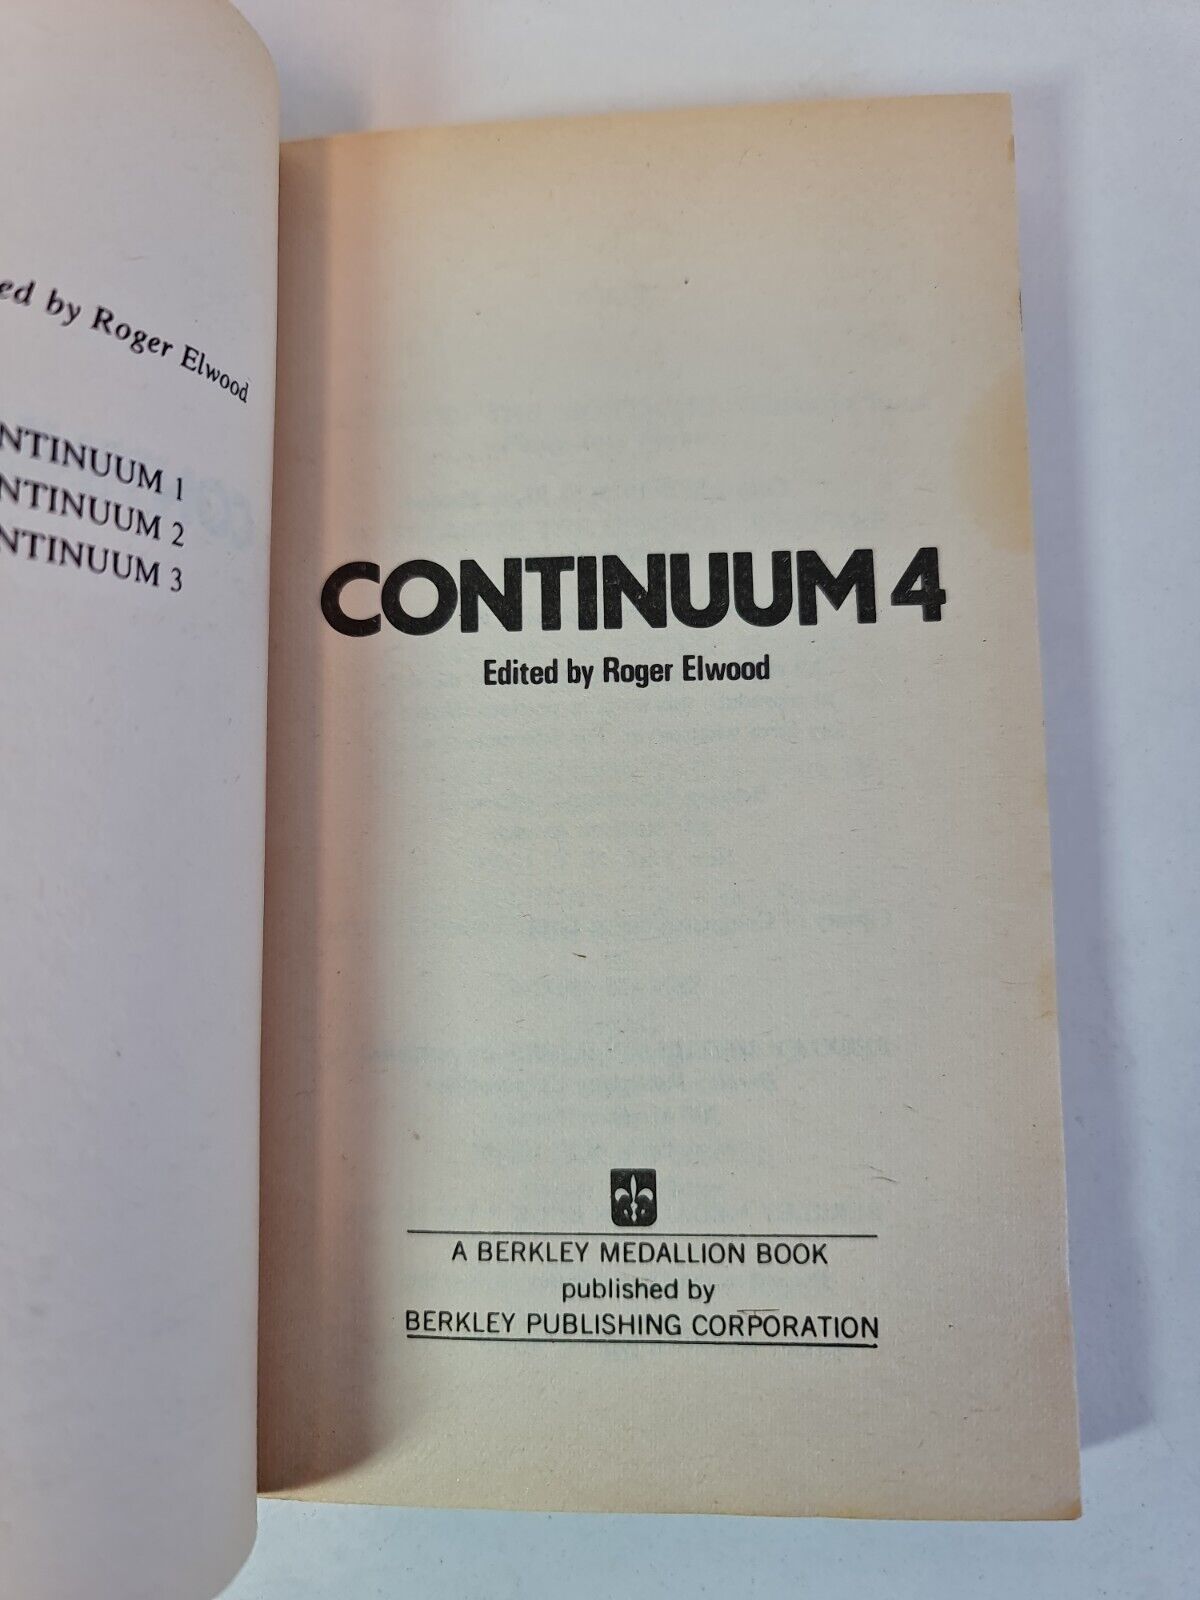 ed by Roger Elwood
NTINUUM 1
NTINUUM 2
NTINUUM 3
CONTINUUM 4
Edited by Roger Elwood
A BERKLEY MEDALLION BOOK
published by
BERKLEY PUBLISHING CORPORATION